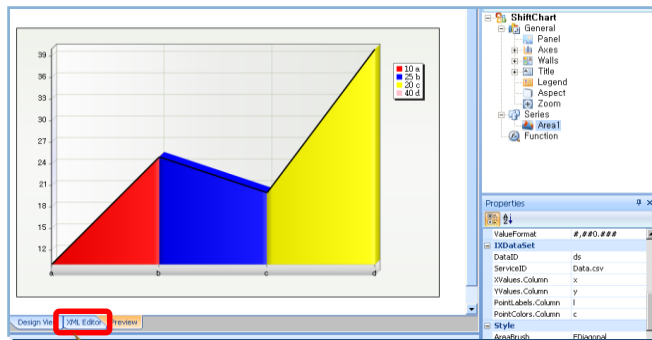 39
36
33
30
27
24
21
18
15
12
a
b
c
d
10 a
25 b
20 c
40 d
Design View
XML Editor
Preview
ShiftChart
General
Panel
Axes
Walls
Title
Legend
Aspect
Zoom
Series
Area1
Function
Properties
ValueFormat #,##0.###
IXDataSet
DataID ds
ServiceID Data.csv
XValues.Column x
YValues.Column y
PointLabels.Column l
PointColors.Column c
Style
AreaBrush FDiagonal